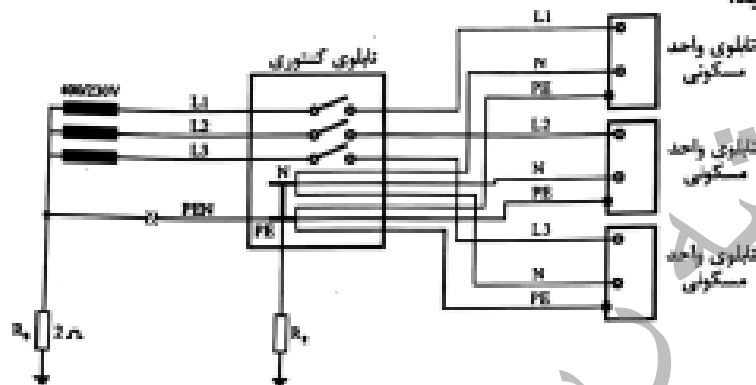 L1
تابلوی واحد
مسکونی
تابلوی کنتوری
N
PE
400/230V
L1
L2
L2
تابلوی واحد
مسکونی
L3
N
N
PE
PEN
PE
L3
تابلوی واحد
مسکونی
N
PE
2Ω